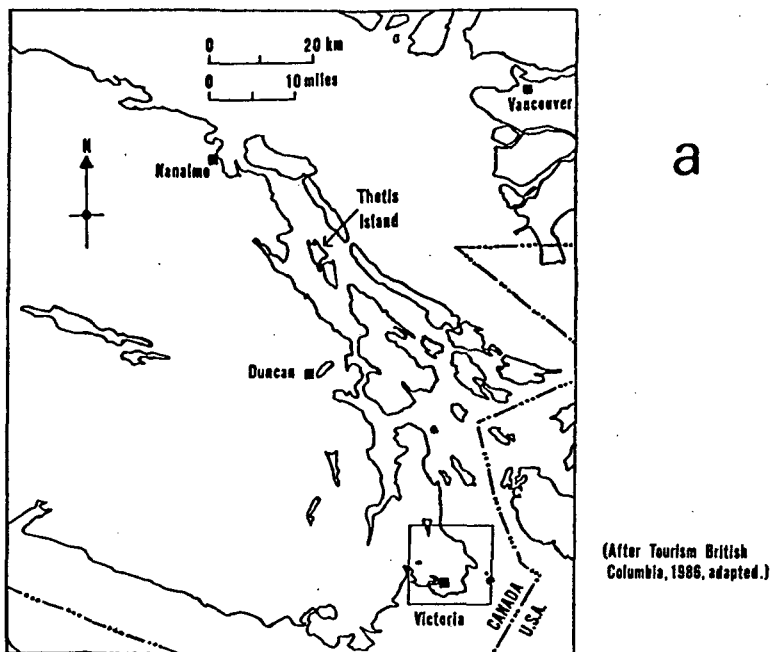 0 20 km
0 10 miles
Vancouver
a
N
Nanaimo
Thetis
Island
Duncan
(After Tourism British
Columbia, 1986, adapted.)
Victoria
CANADA
U.S.A.